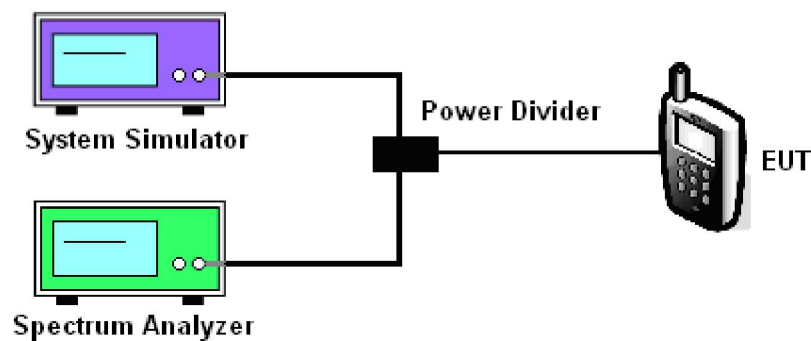 System Simulator
Power Divider
EUT
Spectrum Analyzer